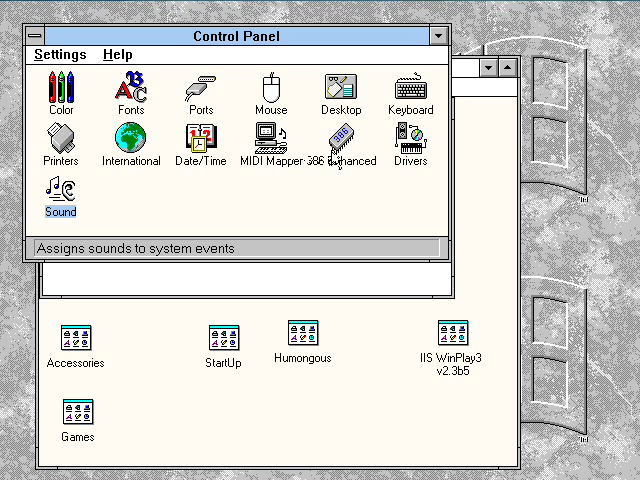 Control Panel
Settings Help
Color Fonts Ports Mouse Desktop Keyboard
Printers International Date/Time MIDI Mapper 386 Enhanced Drivers
Sound
Assigns sounds to system events
Accessories StartUp Humongous IIS WinPlay3
v2.3b5
Games